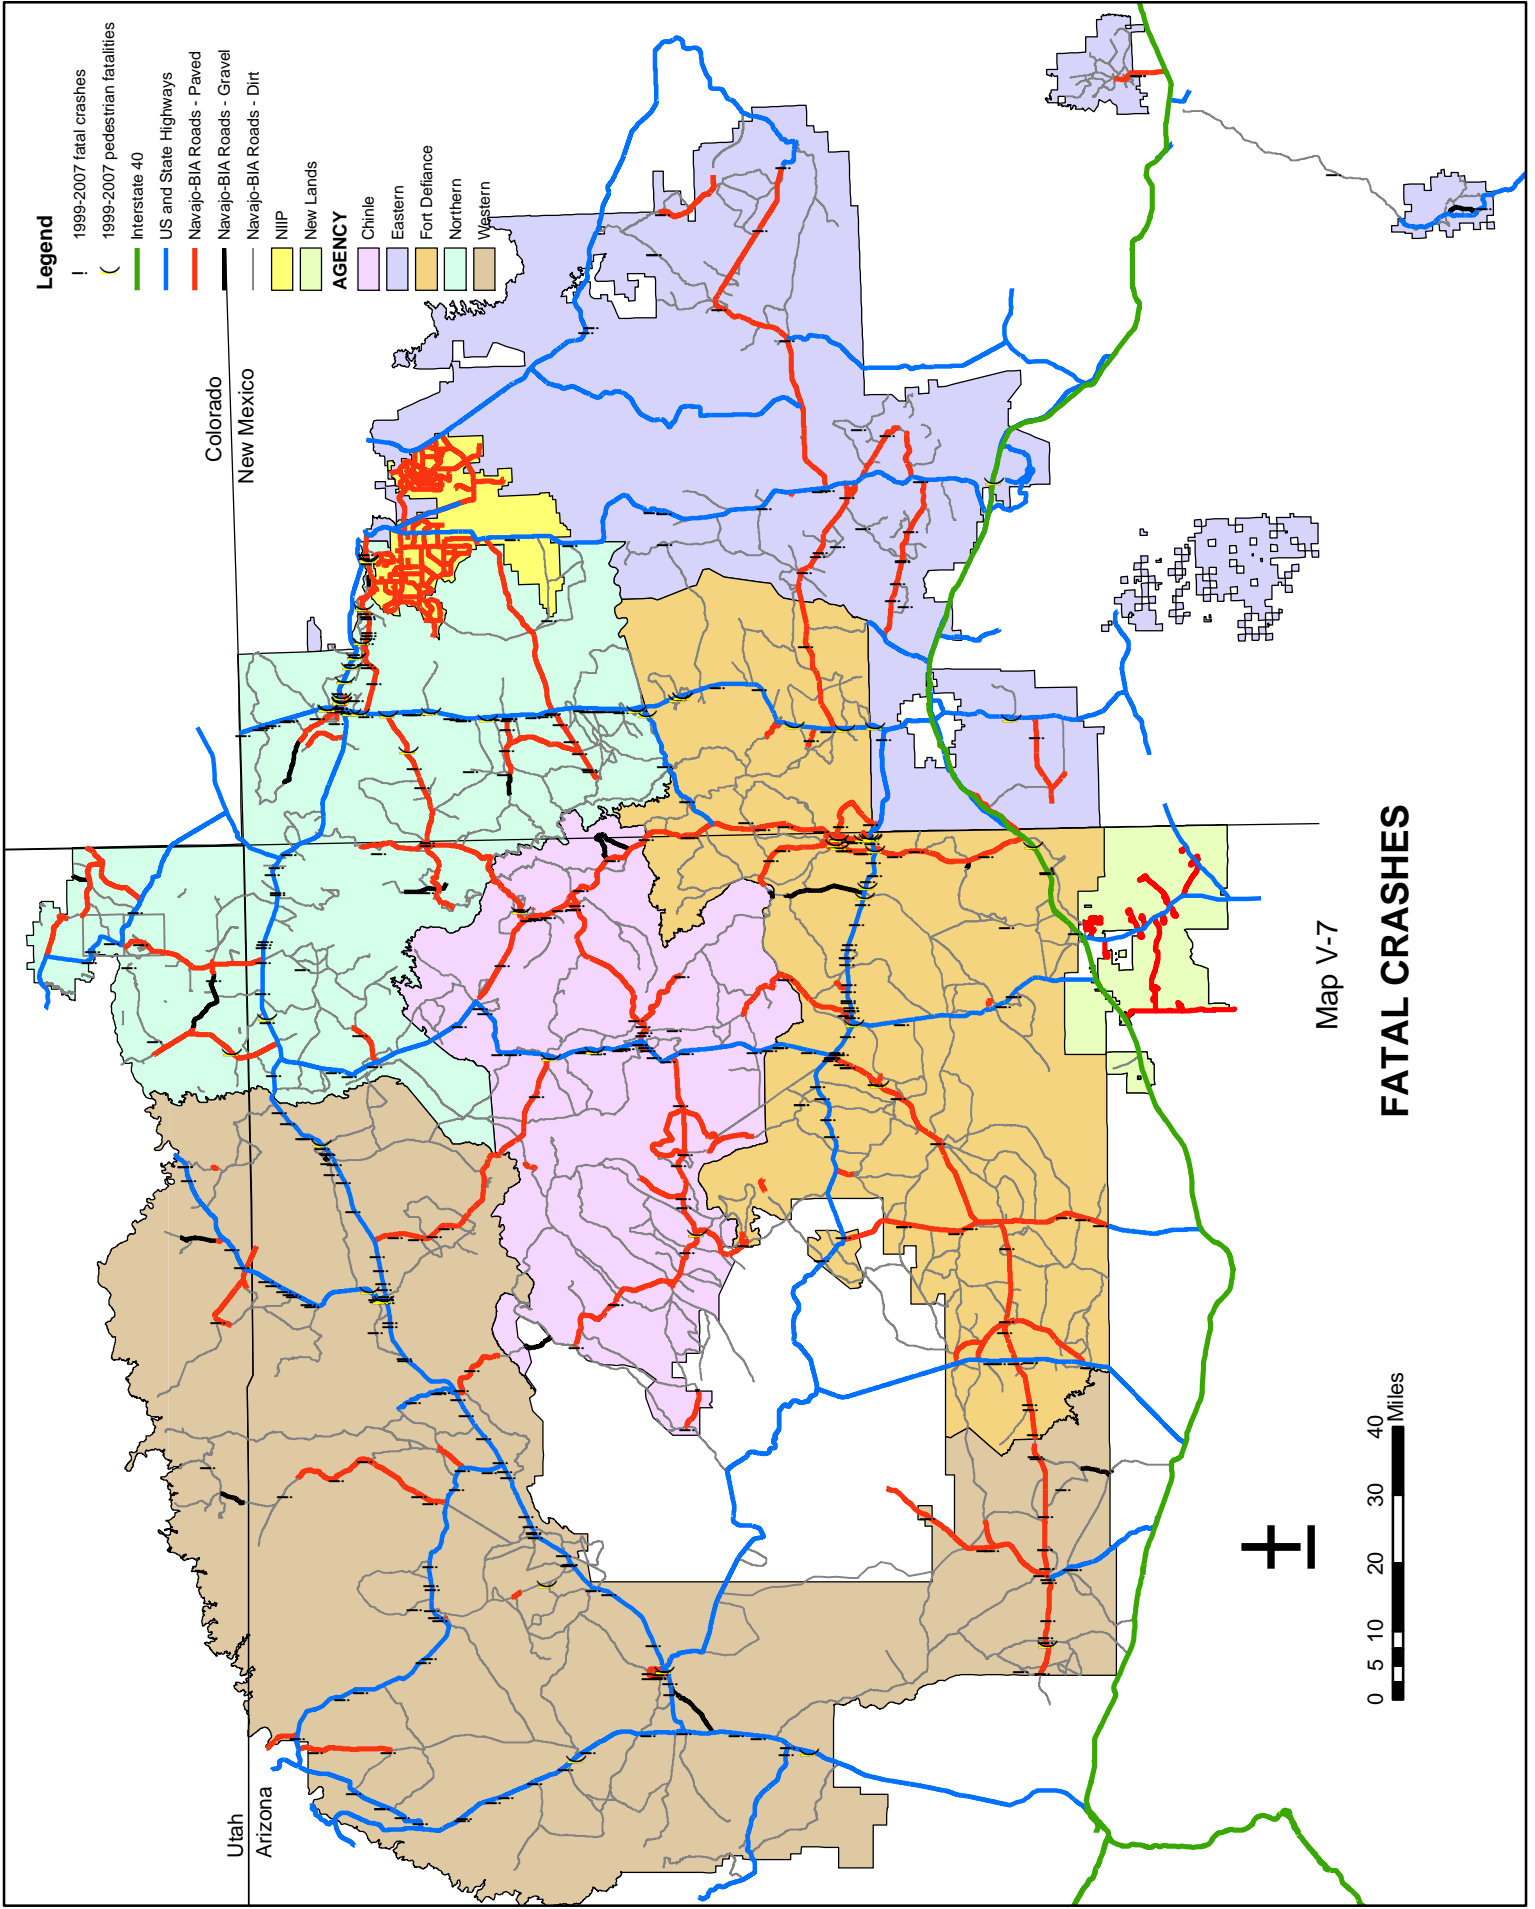 Legend
1999-2007 fatal crashes
1999-2007 pedestrian fatalities
Interstate 40
US and State Highways
Navajo-BIA Roads - Paved
Navajo-BIA Roads - Gravel
Navajo-BIA Roads - Dirt
NIIP
New Lands
AGENCY
Chinle
Eastern
Fort Defiance
Northern
Western
Colorado
New Mexico
Utah
Arizona
0 5 10 20 30 40
Miles
Map V-7
FATAL CRASHES